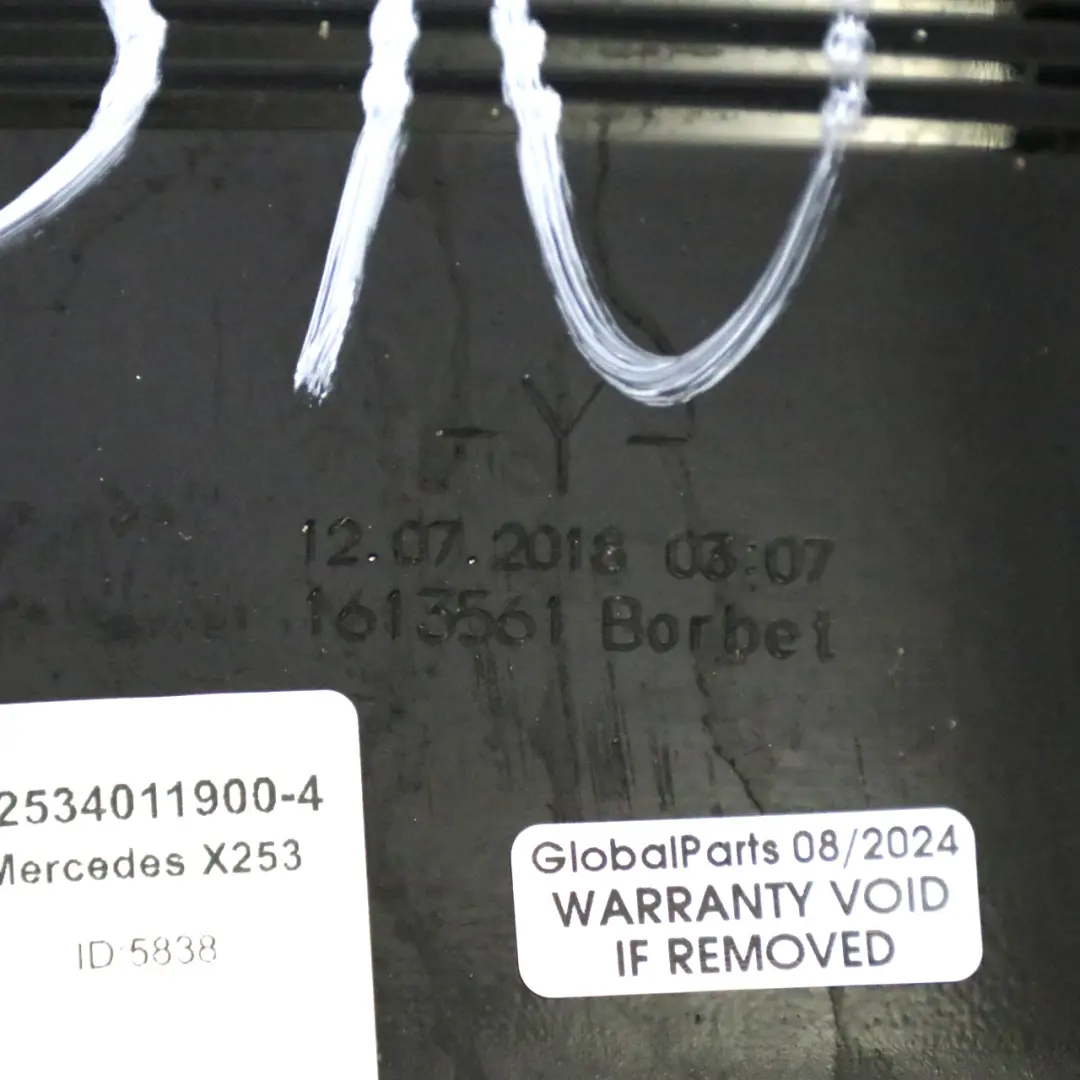 - Y -
12.07.2018 03:07
1613561 Borbet
2534011900-4
Mercedes X253
ID:5838
GlobalParts 08/2024
WARRANTY VOID
IF REMOVED